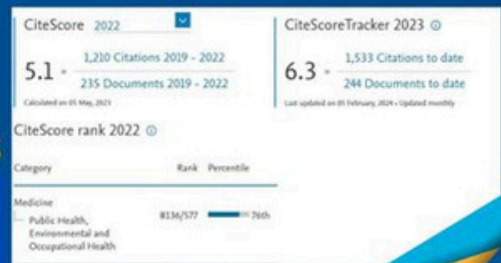 CiteScore 2022
5.1 =
1,210 Citations 2019 - 2022
235 Documents 2019 - 2022
Calculated on 05 May, 2023
CiteScoreTracker 2023
6.3 =
1,533 Citations to date
244 Documents to date
Last updated on 05 February, 2024 • Updated monthly
CiteScore rank 2022
Category Rank Percentile
Medicine
Public Health,
Environmental and
Occupational Health
#136/577 76th